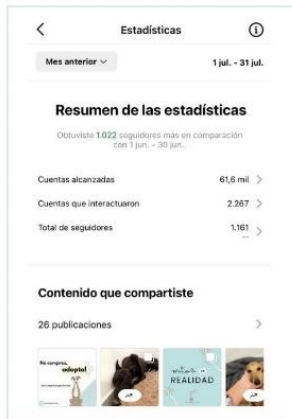 Estadísticas
Mes anterior
1 jul. - 31 jul.
Resumen de las estadísticas
Obtuviste 1.022 seguidores más en comparación
con 1 jun. - 30 jun..
Cuentas alcanzadas 61,6 mil
Cuentas que interactuaron 2.267
Total de seguidores 1.161
--
Contenido que compartiste
26 publicaciones
No compres,
adopta!
REALIDAD